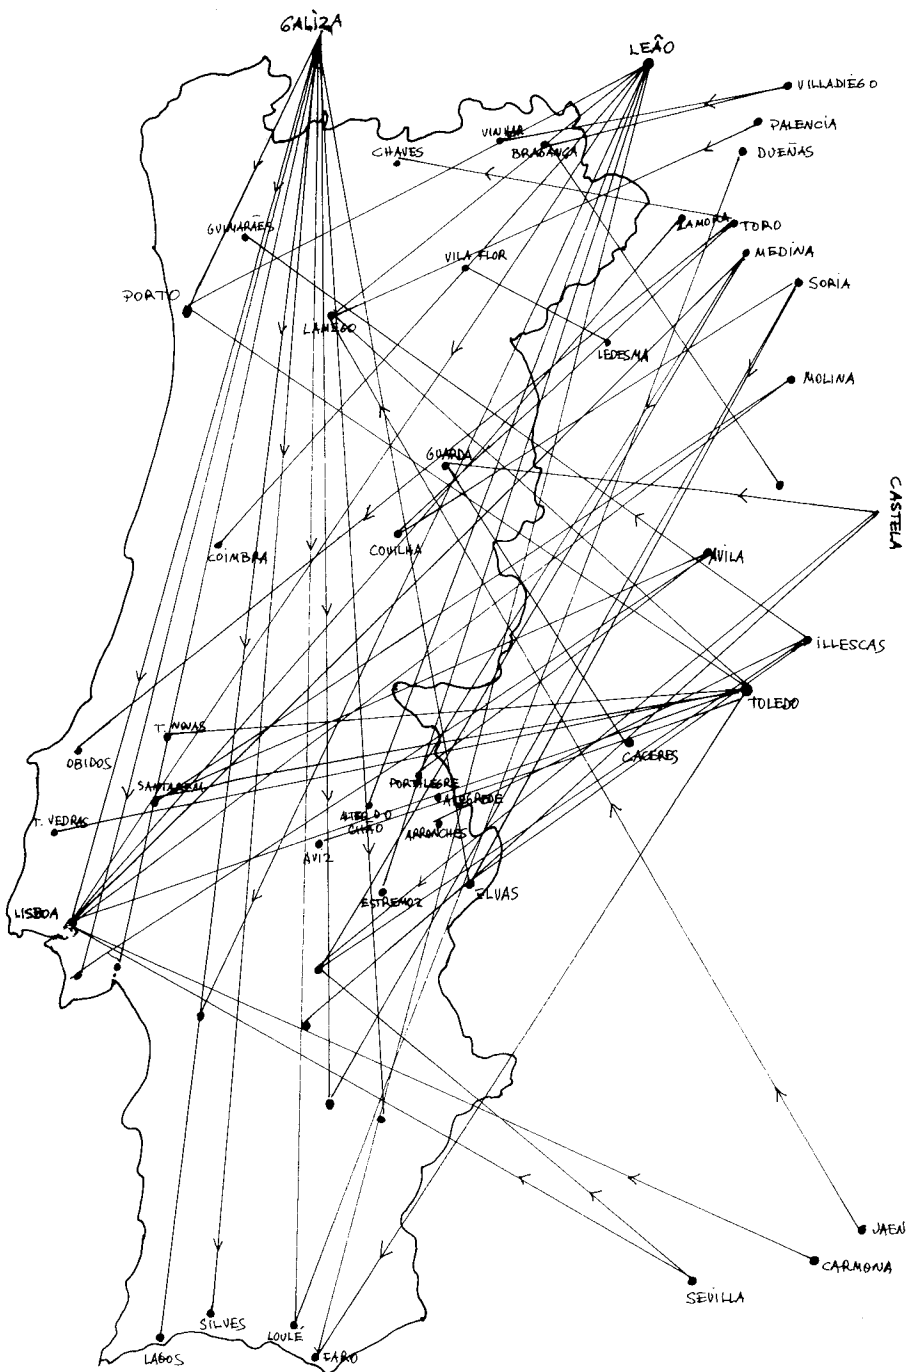 GALIZA
LEÃO
VILLADIEGO
PALENCIA
DUEÑAS
VINHAR
BRAGANÇA
CHAVES
ZAMORA
TORO
MEDINA
GUIMARÃES
VILA FLOR
SORIA
PORTO
LAMEGO
LEDESMA
MOLINA
GUARDA
CASTELA
COIMBRA
COVILHA
AVILA
ILLESCAS
TOLEDO
T. NOVAS
OBIDOS
CACERES
SANTAREM
PORTALEGRE
ALEGRETE
T. VEDRAS
ALTER DO
CHÃO
ARRONCHES
AVIZ
ESTREMOZ
ELVAS
LISBOA
JAEN
CARMONA
SEVILLA
SILVES
LOULÉ
LAGOS
FARO